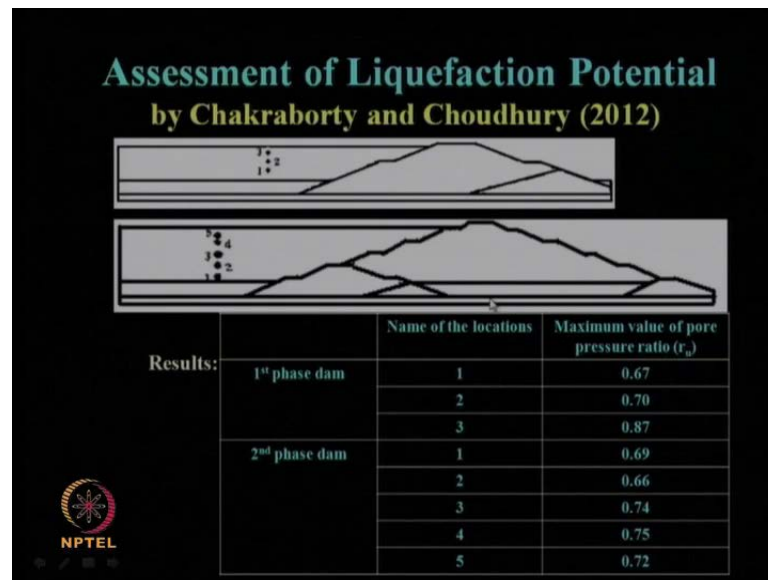 Assessment of Liquefaction Potential
by Chakraborty and Choudhury (2012)
3
2
1
5
4
3
2
1
Results:
Name of the locations Maximum value of pore pressure ratio (ru)
1st phase dam 1 0.67
2 0.70
3 0.87
2nd phase dam 1 0.69
2 0.66
3 0.74
4 0.75
5 0.72
NPTEL